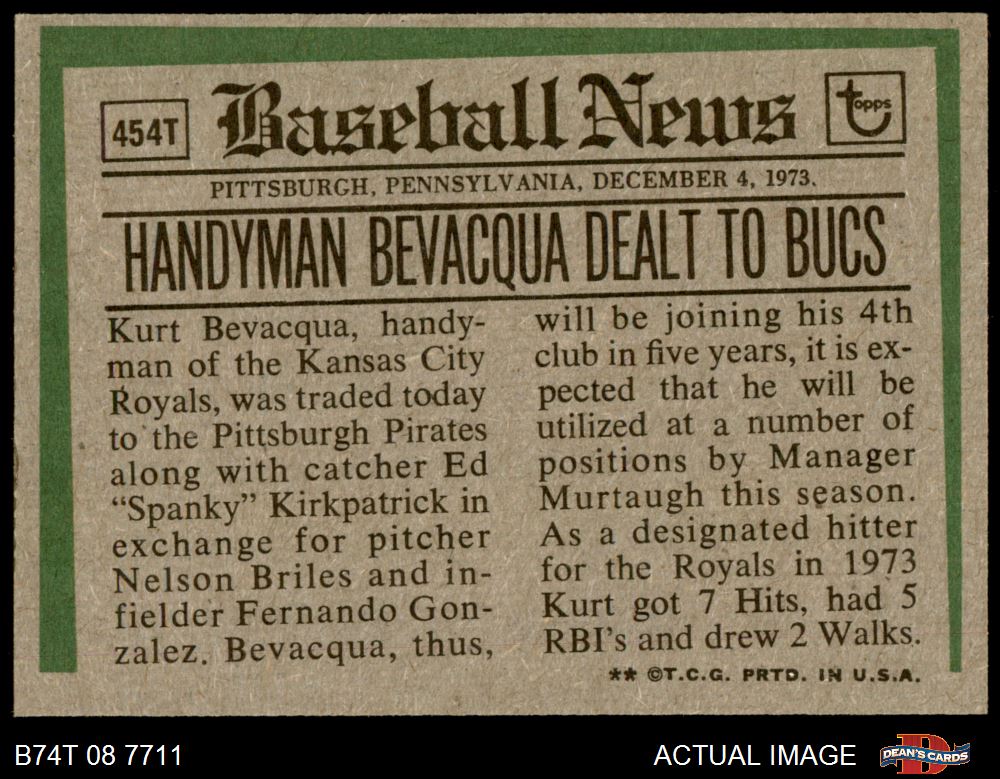 454T
Baseball News
topps
PITTSBURGH, PENNSYLVANIA, DECEMBER 4, 1973.
HANDYMAN BEVACQUA DEALT TO BUCS
Kurt Bevacqua, handy-
man of the Kansas City
Royals, was traded today
to the Pittsburgh Pirates
along with catcher Ed
“Spanky” Kirkpatrick in
exchange for pitcher
Nelson Briles and in-
fielder Fernando Gon-
zalez. Bevacqua, thus,
will be joining his 4th
club in five years, it is ex-
pected that he will be
utilized at a number of
positions by Manager
Murtaugh this season.
As a designated hitter
for the Royals in 1973
Kurt got 7 Hits, had 5
RBI's and drew 2 Walks.
** ©T.C.G. PRTD. IN U.S.A.
B74T 08 7711
ACTUAL IMAGE
D
DEAN'S CARDS